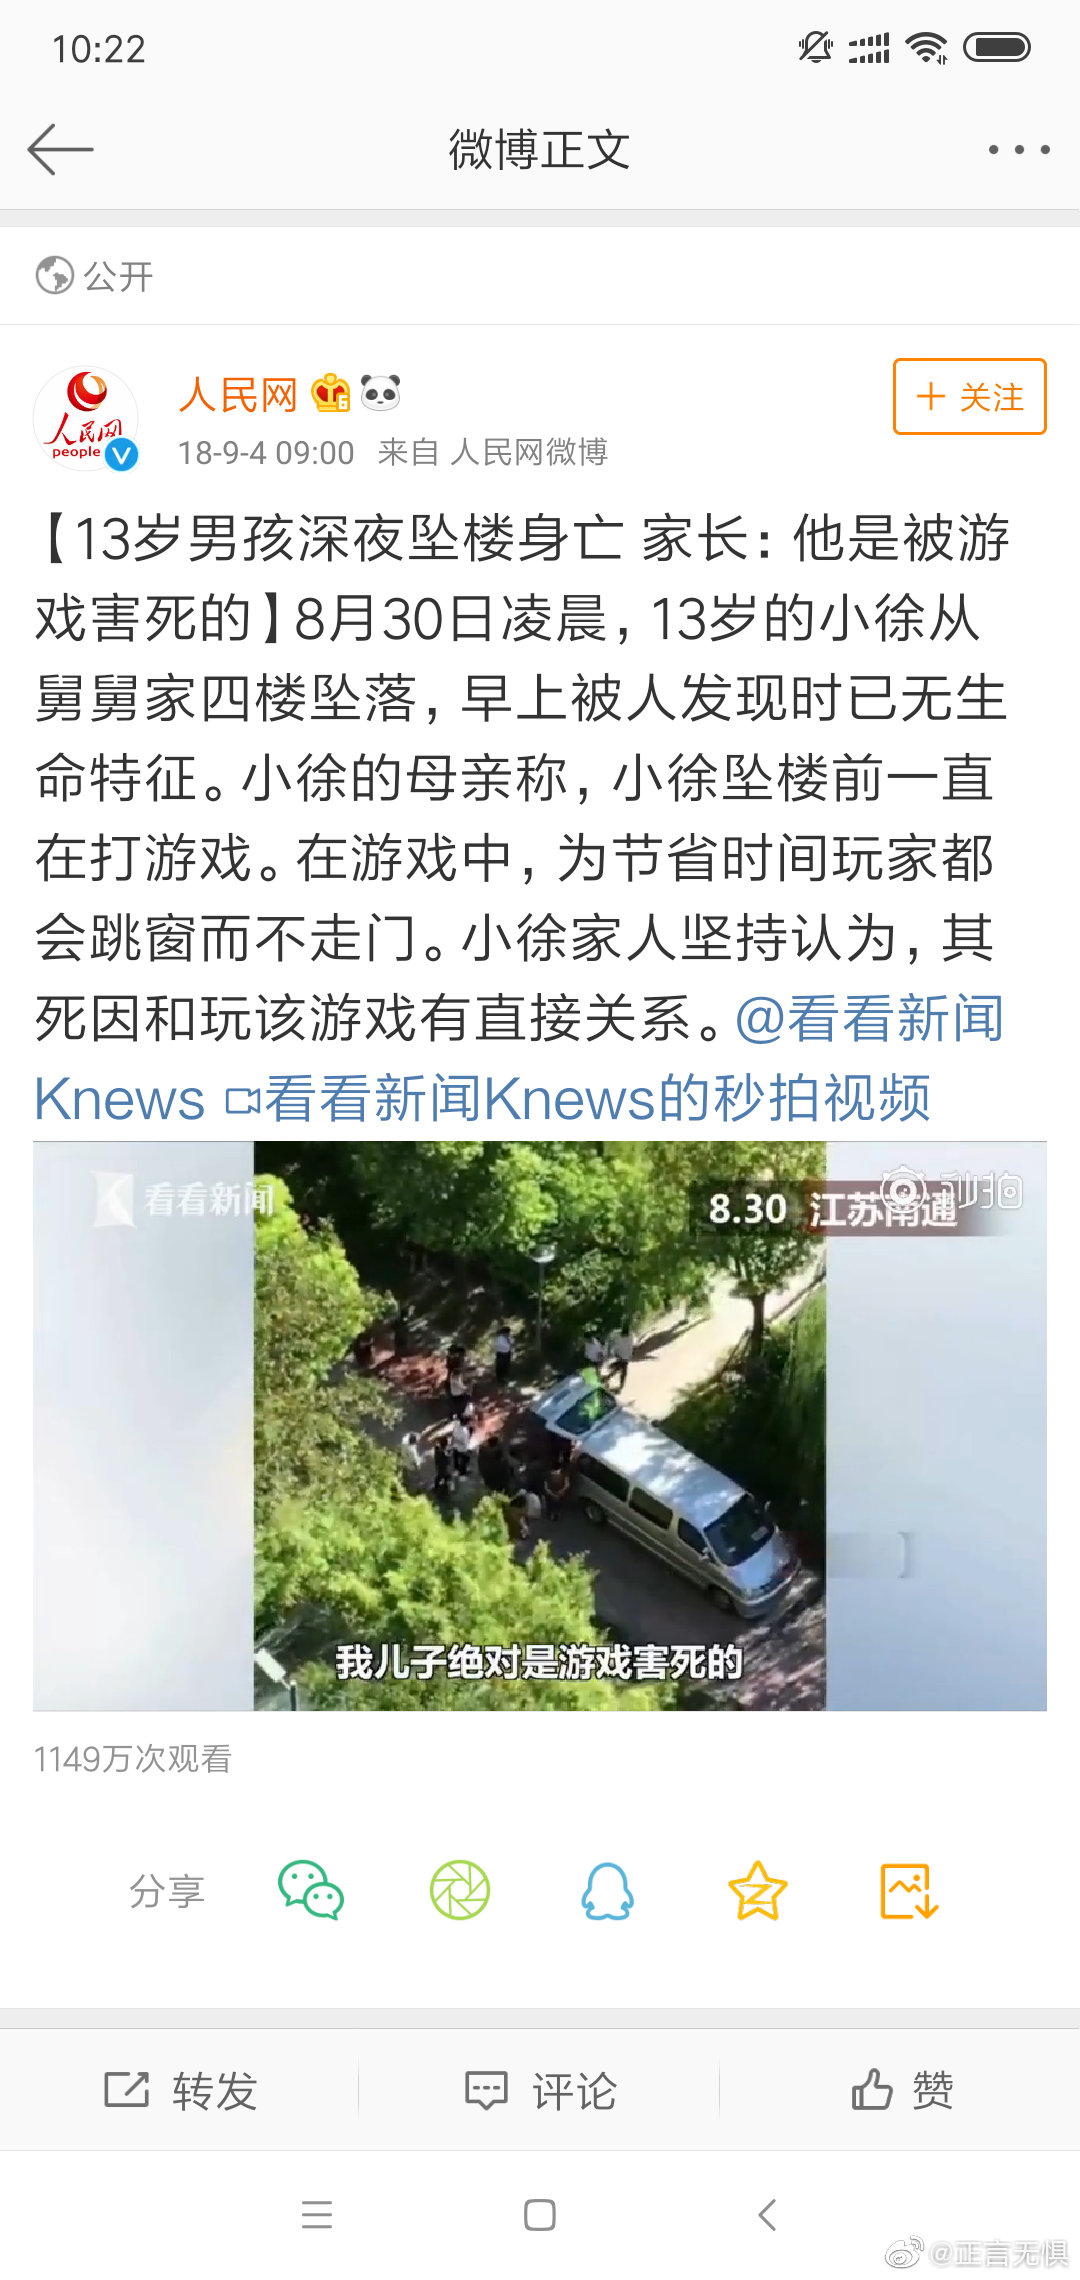 10:22
微博正文
公开
人民网
people
人民网
18-9-4 09:00 来自 人民网微博
+ 关注
【13岁男孩深夜坠楼身亡 家长：他是被游
戏害死的】8月30日凌晨，13岁的小徐从
舅舅家四楼坠落，早上被人发现时已无生
命特征。小徐的母亲称，小徐坠楼前一直
在打游戏。在游戏中，为节省时间玩家都
会跳窗而不走门。小徐家人坚持认为，其
死因和玩该游戏有直接关系。@看看新闻
Knews 看看新闻Knews的秒拍视频
看看新闻
秒拍
8.30 江苏南通
我儿子绝对是游戏害死的
1149万次观看
分享
转发
评论
赞
@正言无惧